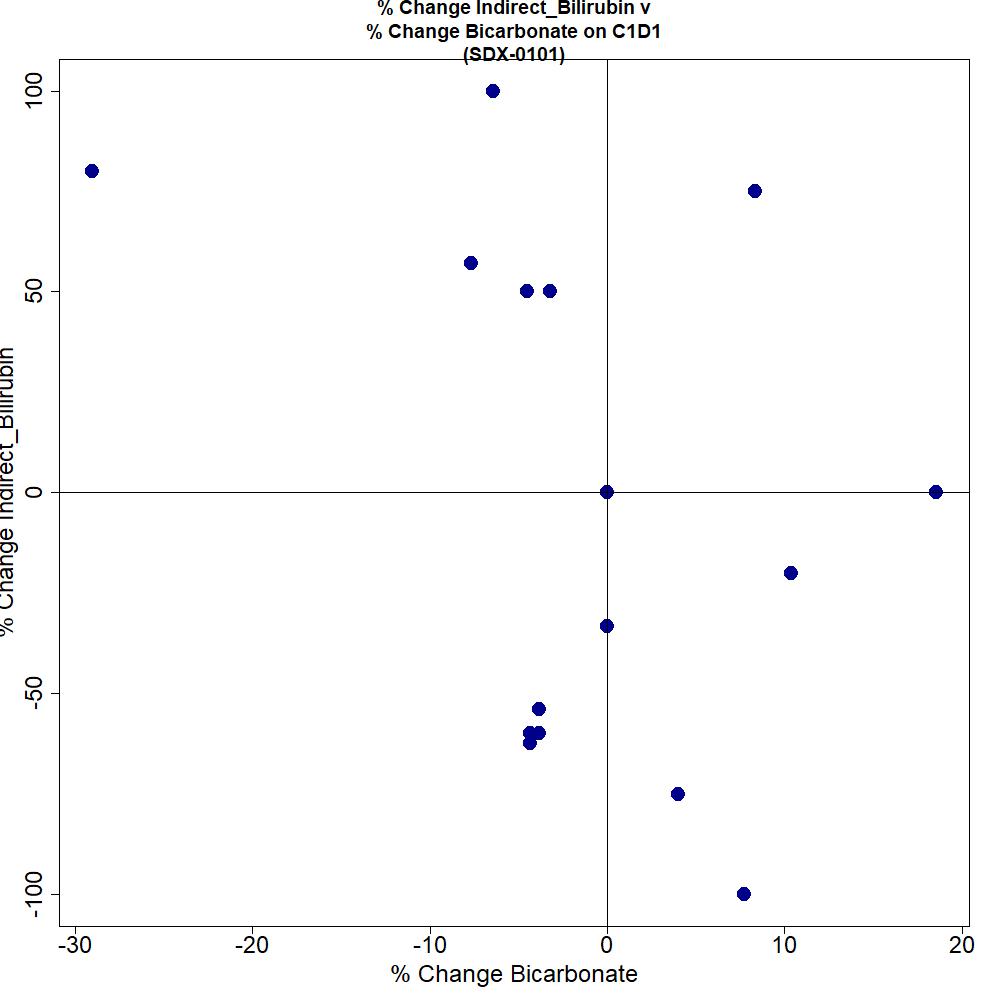 % Change Indirect_Bilirubin v
% Change Bicarbonate on C1D1
(SDX-0101)
% Change Indirect_Bilirubin
100
50
0
-50
-100
-30
-20
-10
0
10
20
% Change Bicarbonate